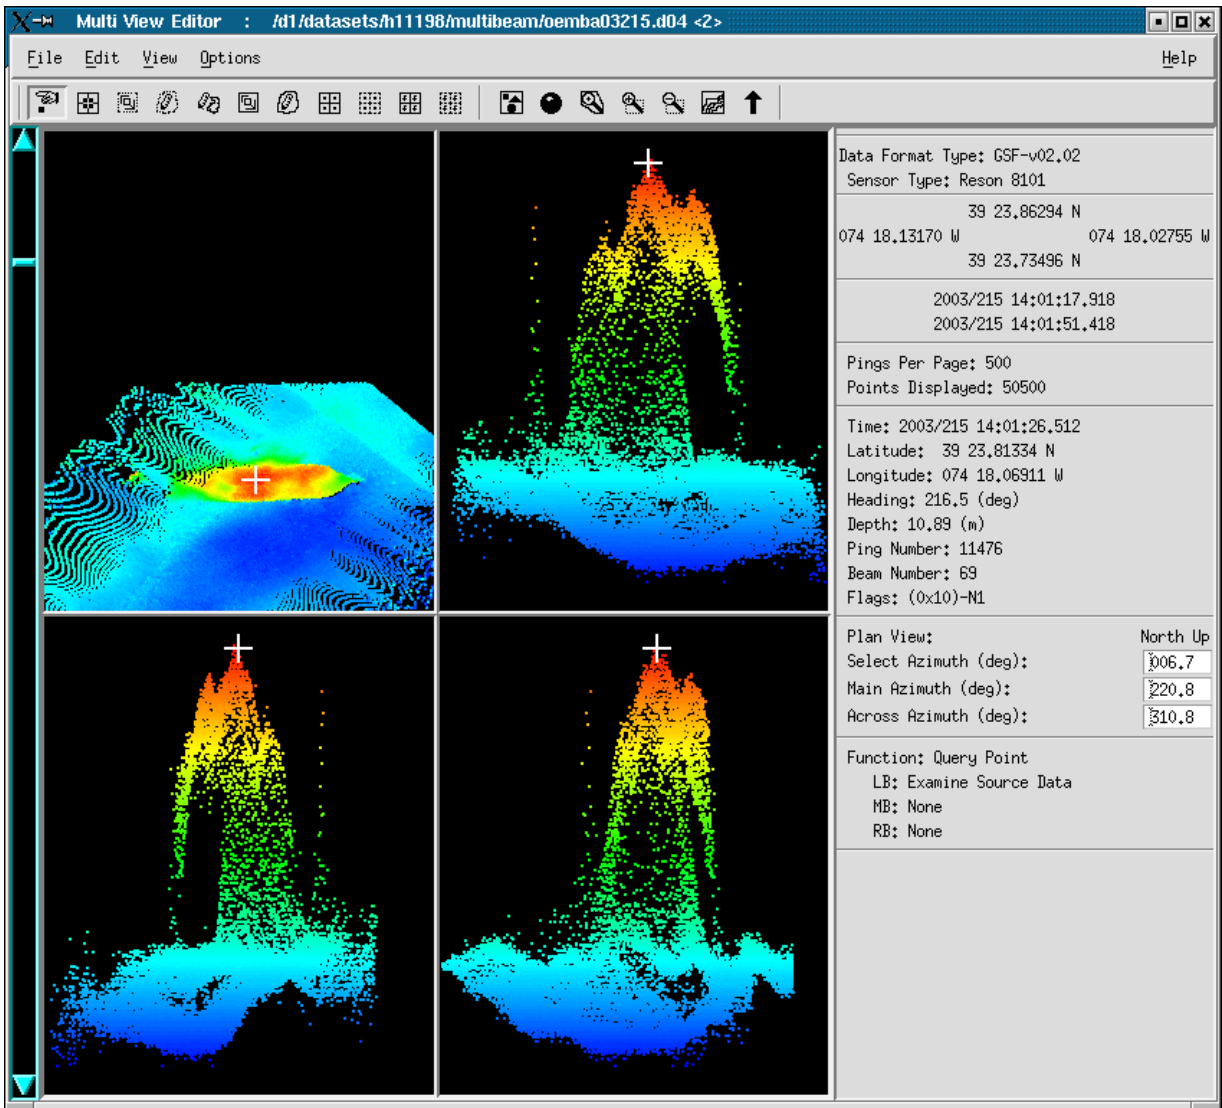 Multi View Editor : /d1/datasets/h11198/multibeam/oemba03215.d04 <2>
File Edit View Options Help
Data Format Type: GSF-v02.02
Sensor Type: Reson 8101
39 23.86294 N
074 18.13170 W 074 18.02755 W
39 23.73496 N
2003/215 14:01:17.918
2003/215 14:01:51.418
Pings Per Page: 500
Points Displayed: 50500
Time: 2003/215 14:01:26.512
Latitude: 39 23.81334 N
Longitude: 074 18.06911 W
Heading: 216.5 (deg)
Depth: 10.89 (m)
Ping Number: 11476
Beam Number: 69
Flags: (0x10)-N1
Plan View: North Up
Select Azimuth (deg): 006.7
Main Azimuth (deg): 220.8
Across Azimuth (deg): 310.8
Function: Query Point
LB: Examine Source Data
MB: None
RB: None